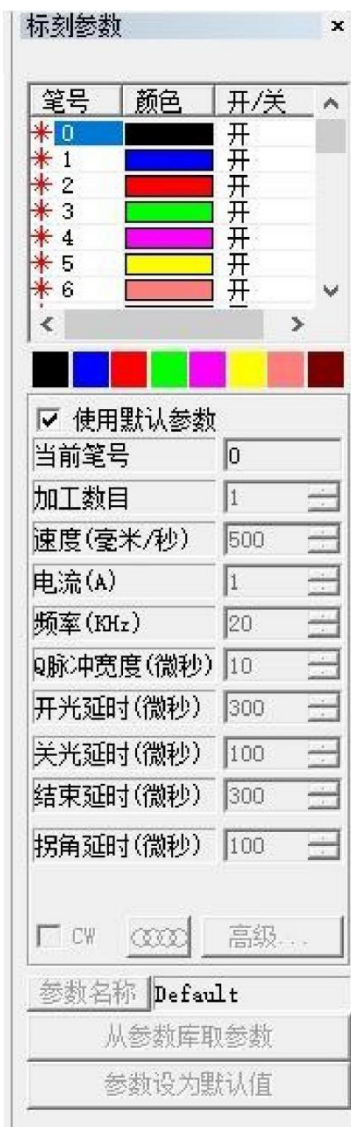 标刻参数 ×
笔号 颜色 开/关
0 开
1 开
2 开
3 开
4 开
5 开
6 开
使用默认参数
当前笔号 0
加工数目 1
速度(毫米/秒) 500
电流(A) 1
频率(KHz) 20
Q脉冲宽度(微秒) 10
开光延时(微秒) 300
关光延时(微秒) 100
结束延时(微秒) 300
拐角延时(微秒) 100
CW 高级...
参数名称 Default
从参数库取参数
参数设为默认值